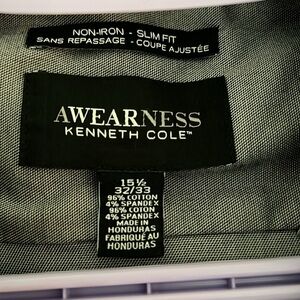 NON-IRON - SLIM FIT
SANS REPASSAGE - COUPE AJUSTÉE
AWEARNESS
KENNETH COLE™
15½
32/33
96% COTTON
4% SPANDEX
96% COTON
4% SPANDEX
MADE IN
HONDURAS
FABRIQUÉ AU
HONDURAS